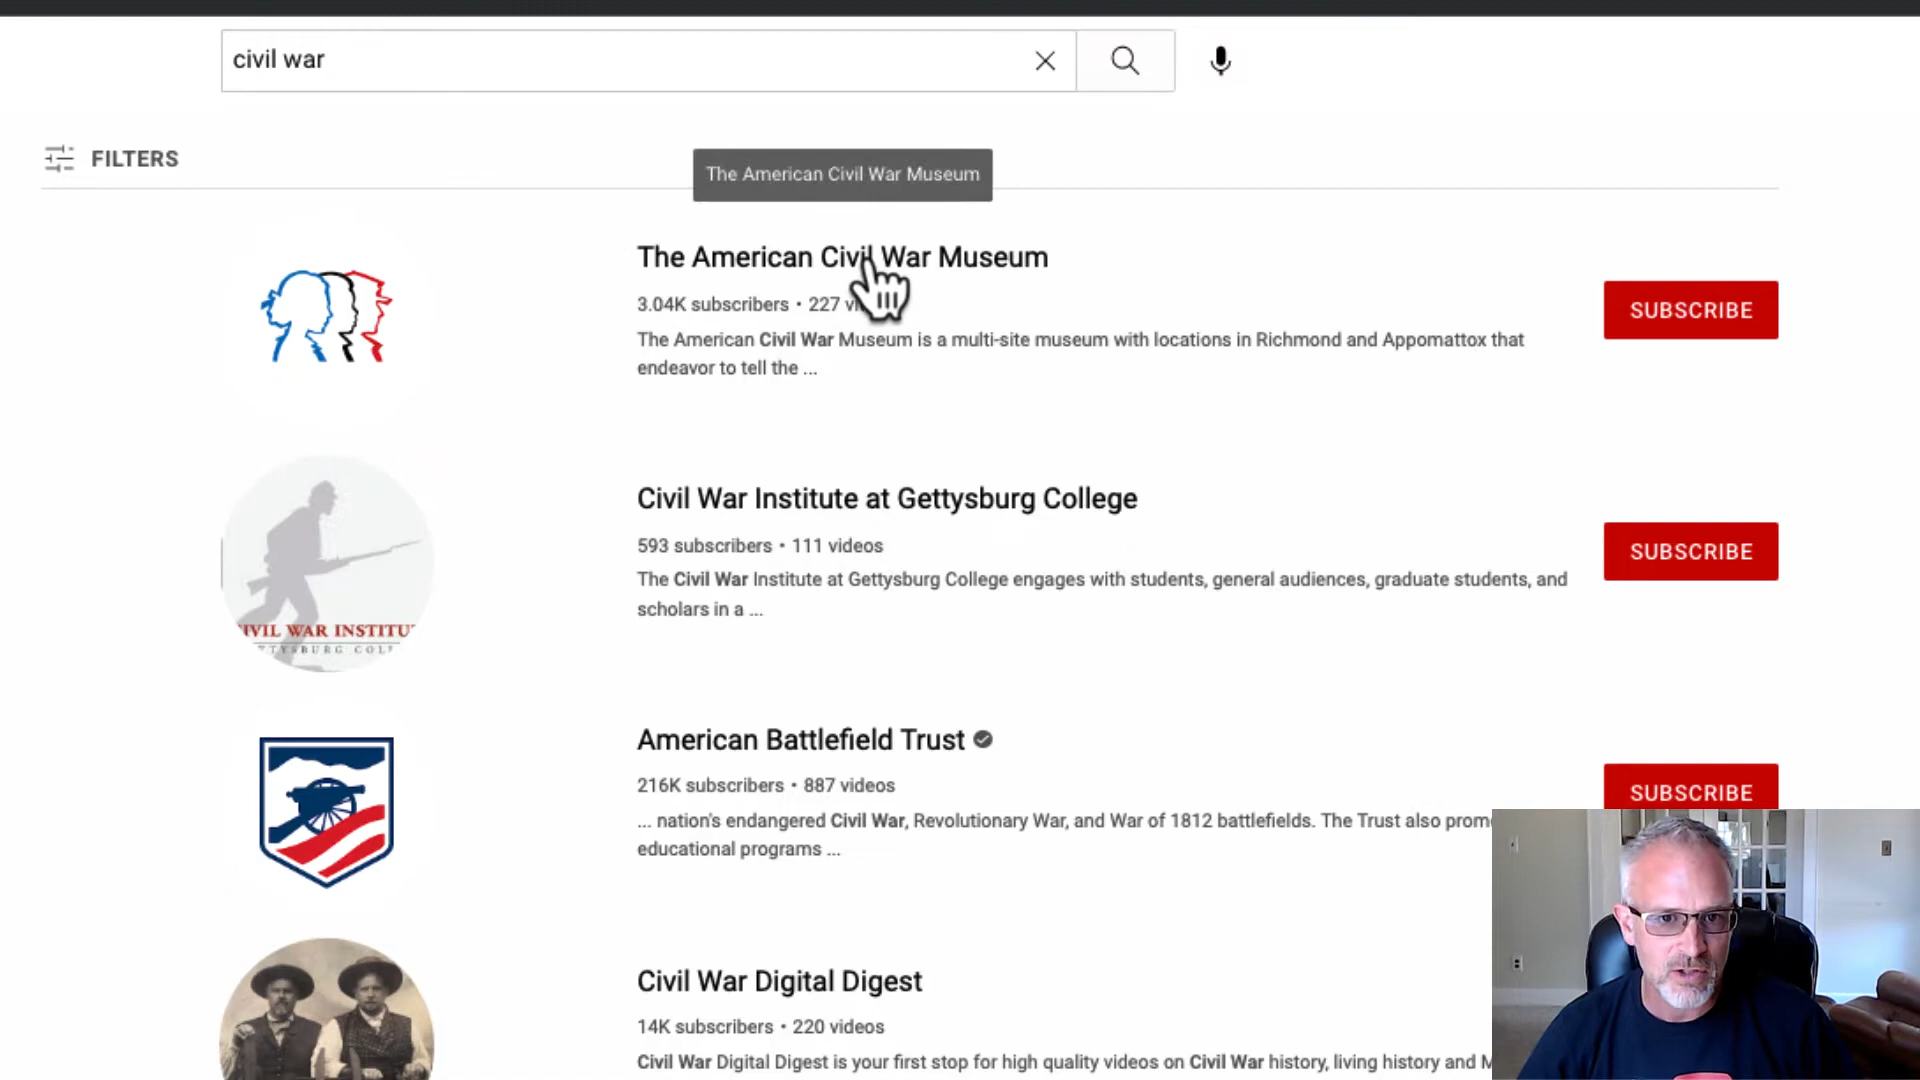 civil war
FILTERS
The American Civil War Museum
The American Civil War Museum
3.04K subscribers • 227
The American Civil War Museum is a multi-site museum with locations in Richmond and Appomattox that
endeavor to tell the ...
SUBSCRIBE
Civil War Institute at Gettysburg College
593 subscribers • 111 videos
The Civil War Institute at Gettysburg College engages with students, general audiences, graduate students, and
scholars in a ...
SUBSCRIBE
WAR
American Battlefield Trust
216K subscribers • 887 videos
... nation's endangered Civil War, Revolutionary War, and War of 1812 battlefields. The Trust also
educational programs ...
SUBSCRIBE
Civil War Digital Digest
14K subscribers • 220 videos
Civil War Digital Digest is your first stop for high quality videos on Civil War history, living history and